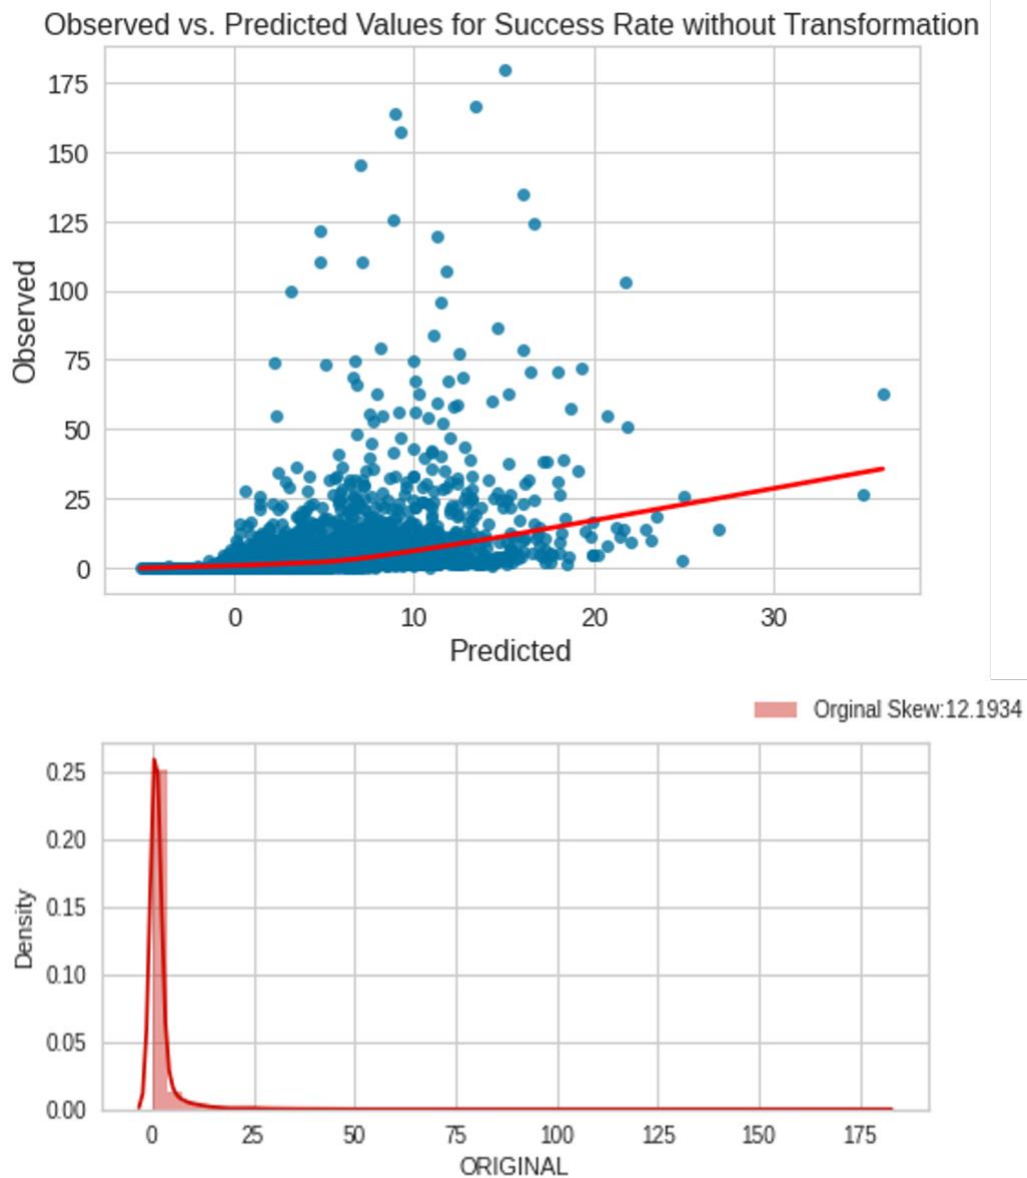 Observed vs. Predicted Values for Success Rate without Transformation
175
150
125
100
75
50
25
0
Observed
0 10 20 30
Predicted
Orginal Skew:12.1934
0.25
0.20
0.15
0.10
0.05
0.00
Density
0 25 50 75 100 125 150 175
ORIGINAL